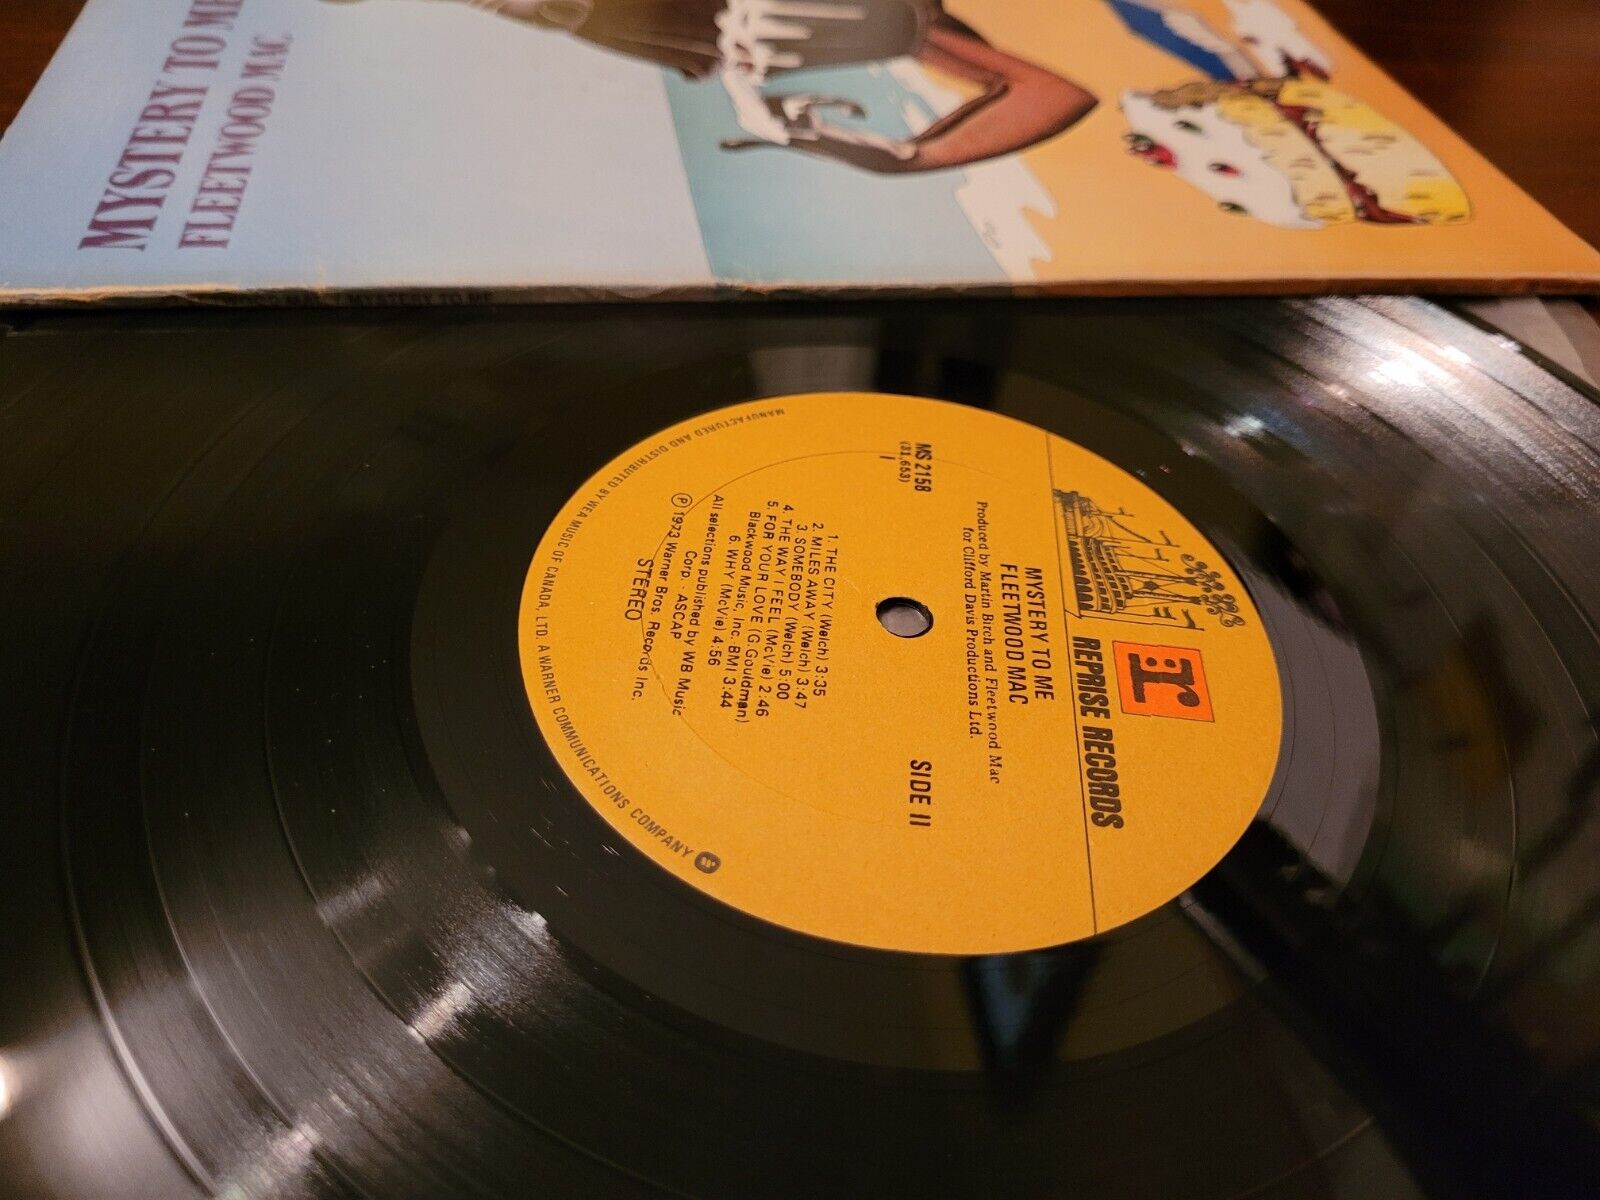 MYSTERY TO ME
FLEETWOOD MAC
MYSTERY TO ME
r:
REPRISE RECORDS
MYSTERY TO ME
FLEETWOOD MAC
Produced by Martin Birch and Fleetwood Mac
for Clifford Davis Productions Ltd.
MS 2158
(31,653)
1
SIDE II
1. THE CITY (Welch) 3:35
2. MILES AWAY (Welch) 3:47
3. SOMEBODY (Welch) 5:00
4. THE WAY I FEEL (McVie) 2:46
5. FOR YOUR LOVE (G. Gouldman)
Blackwood Music, Inc. BMI 3:44
6. WHY (McVie) 4:56
All selections published by WB Music
Corp. - ASCAP
℗ 1973 Warner Bros. Records Inc.
STEREO
MANUFACTURED AND DISTRIBUTED BY WEA MUSIC OF CANADA, LTD. A WARNER COMMUNICATIONS COMPANY